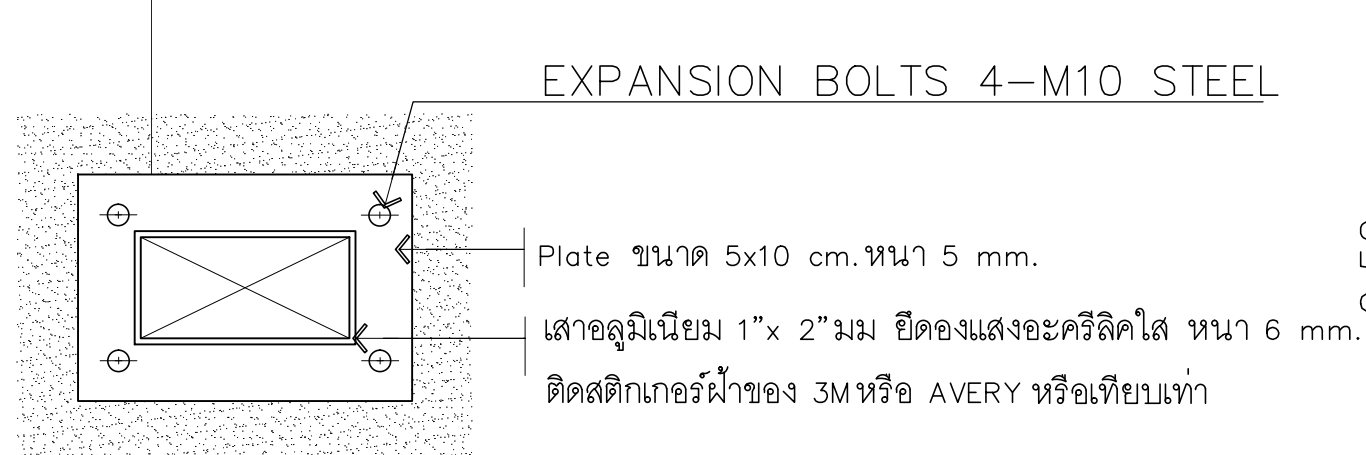 EXPANSION BOLTS 4-M10 STEEL
Plate ขนาด 5x10 cm.หนา 5 mm.
เสาอลูมิเนียม 1"x 2"มม ยึดองแสงอะครีลิคใส หนา 6 mm.
ติดสติกเกอร์ฝ้าของ 3Mหรือ AVERY หรือเทียบเท่า